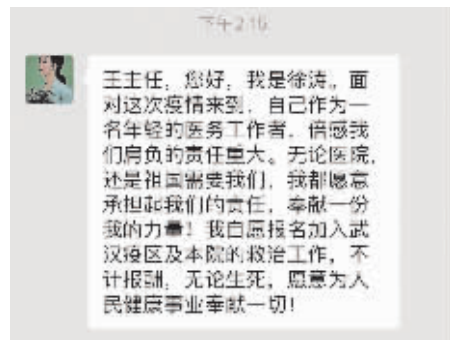 下午2:16
王主任，您好，我是徐涛。面
对这次疫情来到，自己作为一
名年轻的医务工作者，倍感我
们肩负的责任重大。无论医院，
还是祖国需要我们，我都愿意
承担起我们的责任，奉献一份
我的力量！我自愿报名加入武
汉疫区及本院的救治工作，不
计报酬，无论生死，愿意为人
民健康事业奉献一切！